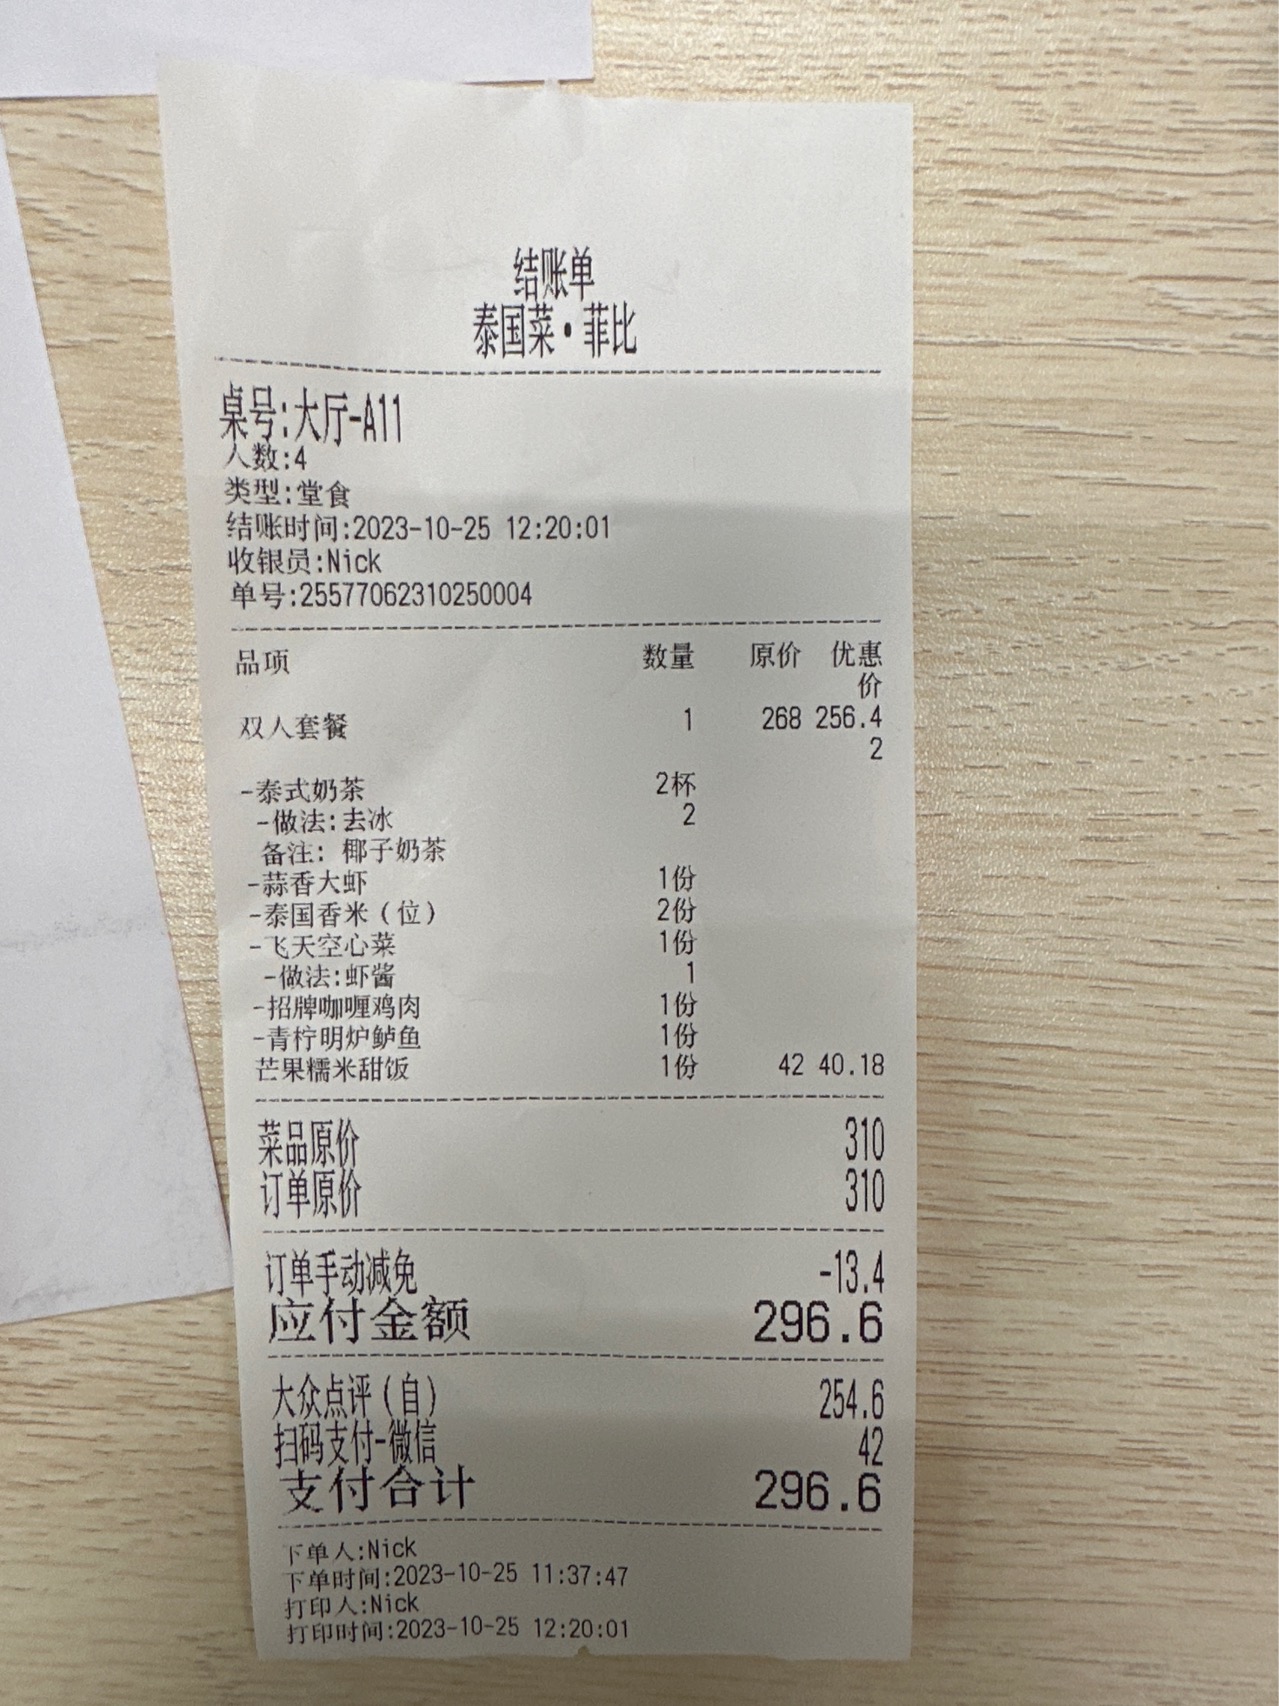 结账单
泰国菜·菲比
桌号:大厅-A11
人数:4
类型:堂食
结账时间:2023-10-25 12:20:01
收银员:Nick
单号:25577062310250004
品项 数量 原价 优惠
价
双人套餐 1 268 256.4
2
-泰式奶茶 2杯
-做法:去冰 2
备注: 椰子奶茶
-蒜香大虾 1份
-泰国香米(位) 2份
-飞天空心菜 1份
-做法:虾酱 1
-招牌咖喱鸡肉 1份
-青柠明炉鲈鱼 1份
芒果糯米甜饭 1份 42 40.18
菜品原价 310
订单原价 310
订单手动减免 -13.4
应付金额 296.6
大众点评(自) 254.6
扫码支付-微信 42
支付合计 296.6
下单人:Nick
下单时间:2023-10-25 11:37:47
打印人:Nick
打印时间:2023-10-25 12:20:01